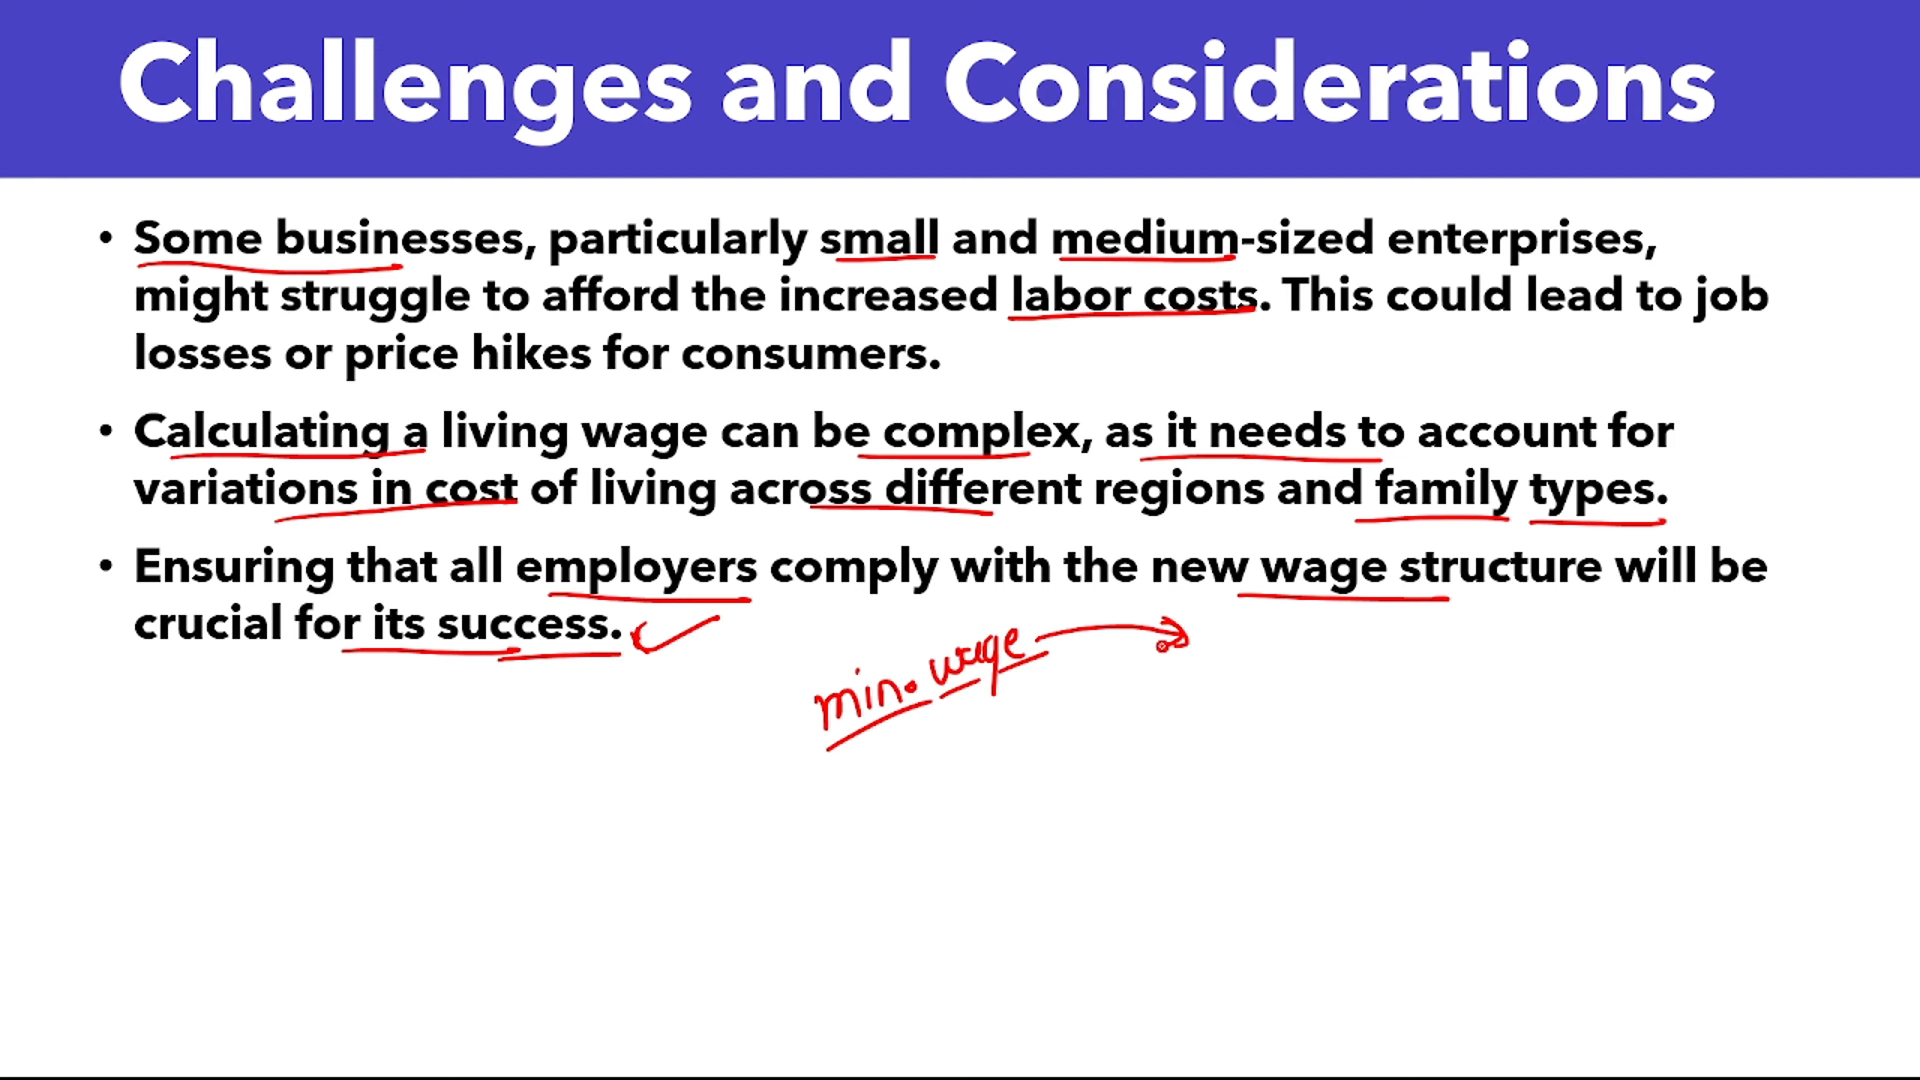 Challenges and Considerations
• Some businesses, particularly small and medium-sized enterprises,
might struggle to afford the increased labor costs. This could lead to job
losses or price hikes for consumers.
• Calculating a living wage can be complex, as it needs to account for
variations in cost of living across different regions and family types.
• Ensuring that all employers comply with the new wage structure will be
crucial for its success.
min. wage